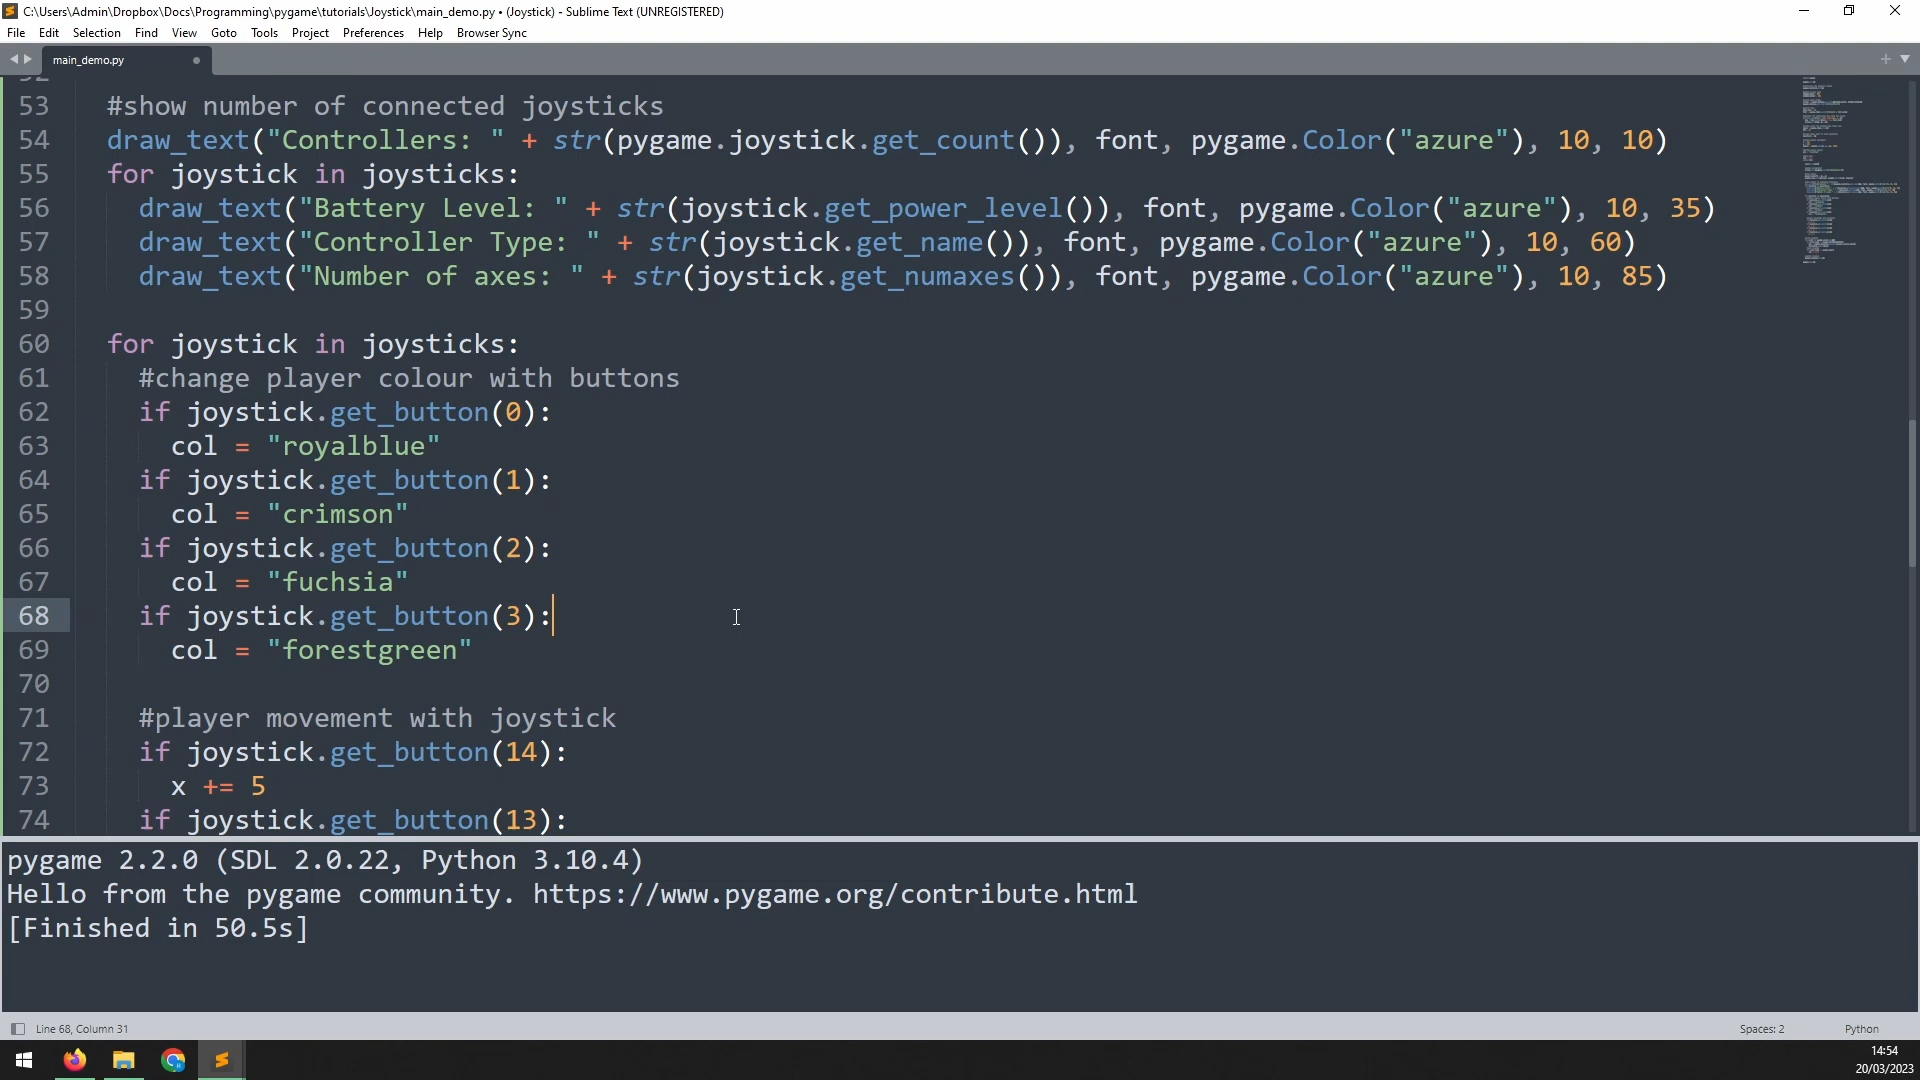 C:\Users\Admin\Dropbox\Docs\Programming\pygame\tutorials\Joystick\main_demo.py • (Joystick) - Sublime Text (UNREGISTERED)
File Edit Selection Find View Goto Tools Project Preferences Help Browser Sync
main_demo.py
53 #show number of connected joysticks
54 draw_text("Controllers: " + str(pygame.joystick.get_count()), font, pygame.Color("azure"), 10, 10)
55 for joystick in joysticks:
56 draw_text("Battery Level: " + str(joystick.get_power_level()), font, pygame.Color("azure"), 10, 35)
57 draw_text("Controller Type: " + str(joystick.get_name()), font, pygame.Color("azure"), 10, 60)
58 draw_text("Number of axes: " + str(joystick.get_numaxes()), font, pygame.Color("azure"), 10, 85)
59
60 for joystick in joysticks:
61 #change player colour with buttons
62 if joystick.get_button(0):
63 col = "royalblue"
64 if joystick.get_button(1):
65 col = "crimson"
66 if joystick.get_button(2):
67 col = "fuchsia"
68 if joystick.get_button(3):
69 col = "forestgreen"
70
71 #player movement with joystick
72 if joystick.get_button(14):
73 x += 5
74 if joystick.get_button(13):
pygame 2.2.0 (SDL 2.0.22, Python 3.10.4)
Hello from the pygame community. https://www.pygame.org/contribute.html
[Finished in 50.5s]
Line 68, Column 31
Spaces: 2
Python
14:54
20/03/2023